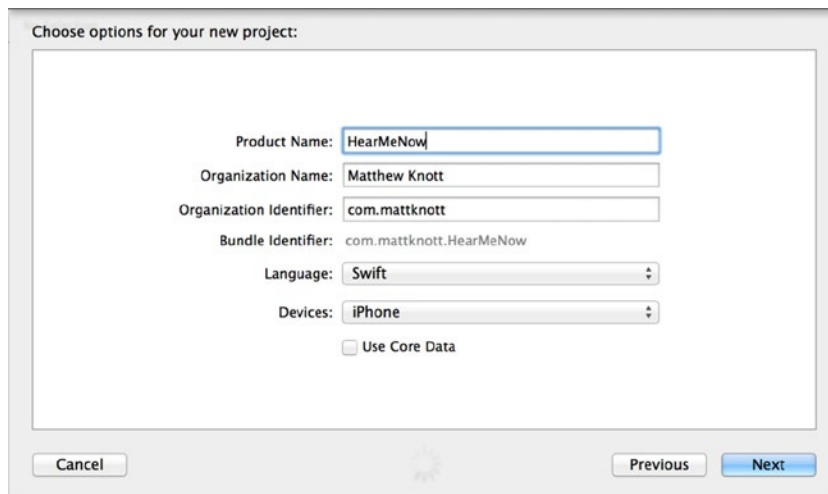 Choose options for your new project:
Product Name: HearMeNow
Organization Name: Matthew Knott
Organization Identifier: com.mattknott
Bundle Identifier: com.mattknott.HearMeNow
Language: Swift
Devices: iPhone
Use Core Data
Cancel Previous Next